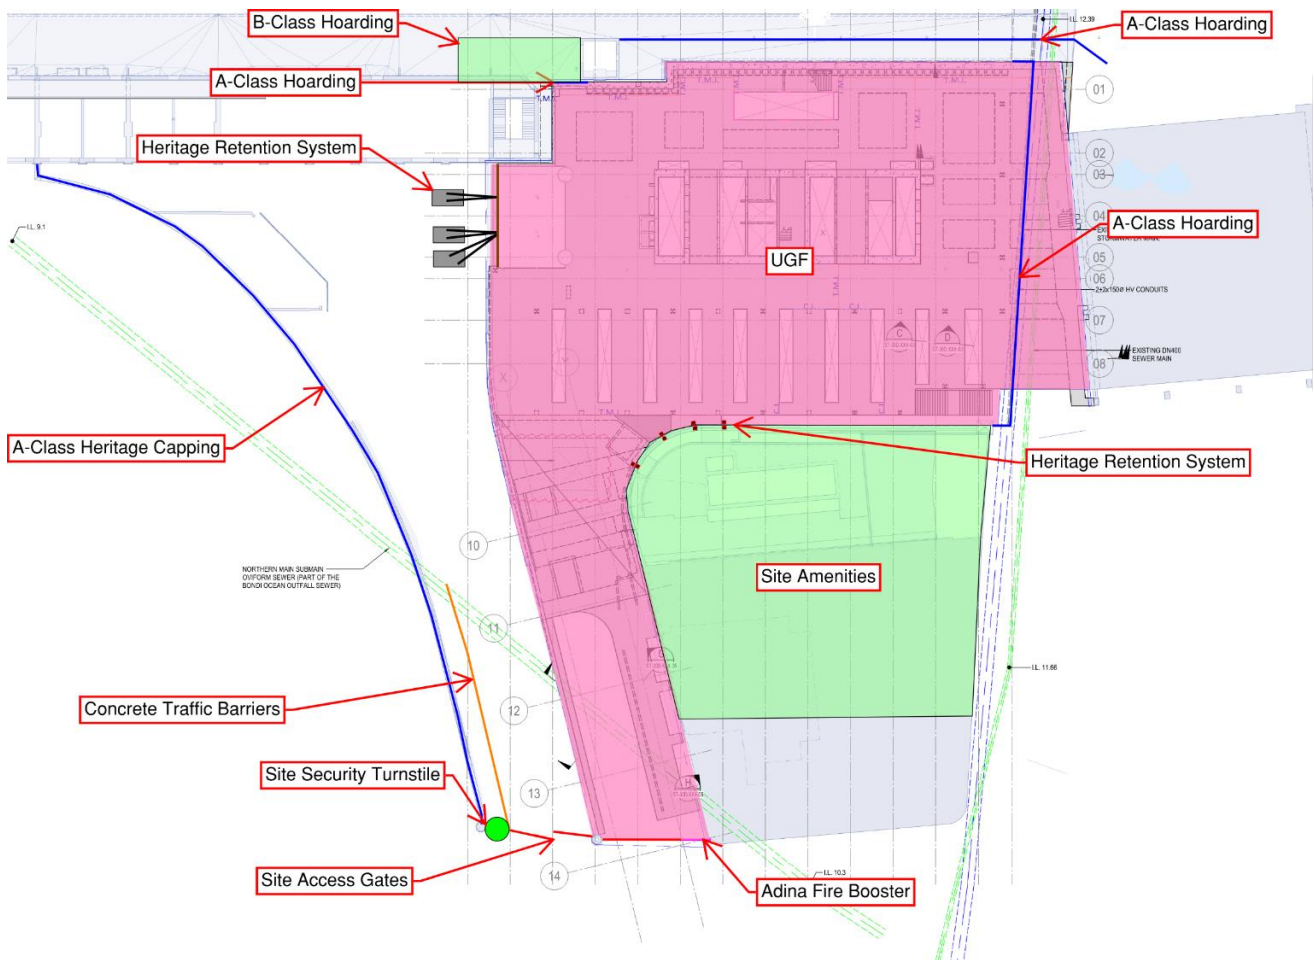 B-Class Hoarding
A-Class Hoarding
I.L. 12.39
A-Class Hoarding
T.M.I.
01
Heritage Retention System
02
03
04
A-Class Hoarding
I.L. 9.1
UGF
05
06
2+2x150Ø HV CONDUITS
07
C
D
EXISTING DN400
SEWER MAIN
08
A-Class Heritage Capping
Heritage Retention System
10
NORTHERN MAIN SUBMAIN
OVIFORM SEWER (PART OF THE
BONDI OCEAN OUTFALL SEWER)
Site Amenities
11
I.L. 11.66
Concrete Traffic Barriers
12
Site Security Turnstile
13
H
Site Access Gates
14
I.L. 10.3
Adina Fire Booster